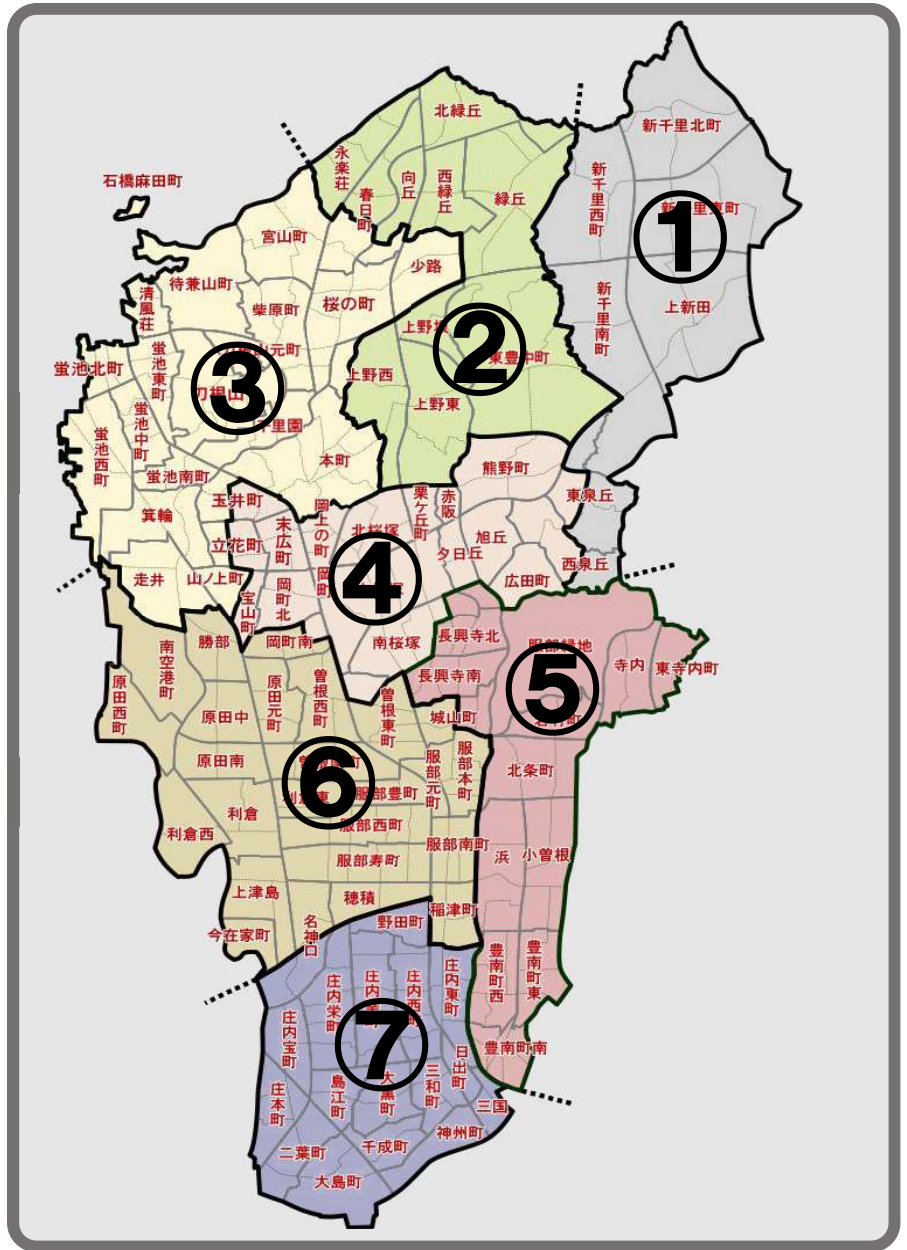 北緑丘
新千里北町
永楽荘
向丘
西緑丘
緑丘
新千里西町
石橋麻田町
春日町
①
宮山町
少路
待兼山町
清風荘
柴原町
桜の町
新千里南町
上新田
②
東豊中町
蛍池北町
蛍池東町
③
上野西
上野東
蛍池中町
蛍池西町
本町
蛍池南町
熊野町
玉井町
岡上の町
栗ケ丘町
赤阪
東泉丘
箕輪
末広町
北桜塚
旭丘
立花町
夕日丘
④
西泉丘
走井
山ノ上町
岡町北
岡町
広田町
宝山町
勝部
岡町南
南桜塚
長興寺北
服部緑地
南空港町
寺内
東寺内町
原田西町
原田元町
曽根西町
長興寺南
⑤
原田中
曽根東町
城山町
原田南
服部元町
服部本町
北条町
⑥
服部豊町
利倉
利倉西
服部西町
服部南町
浜
小曽根
服部寿町
上津島
穂積
稲津町
今在家町
名神口
野田町
豊南町西
豊南町東
庄内栄町
庄内西町
庄内東町
庄内宝町
⑦
日出町
豊南町南
庄本町
島江町
大黒町
三和町
三国
神州町
二葉町
千成町
大島町